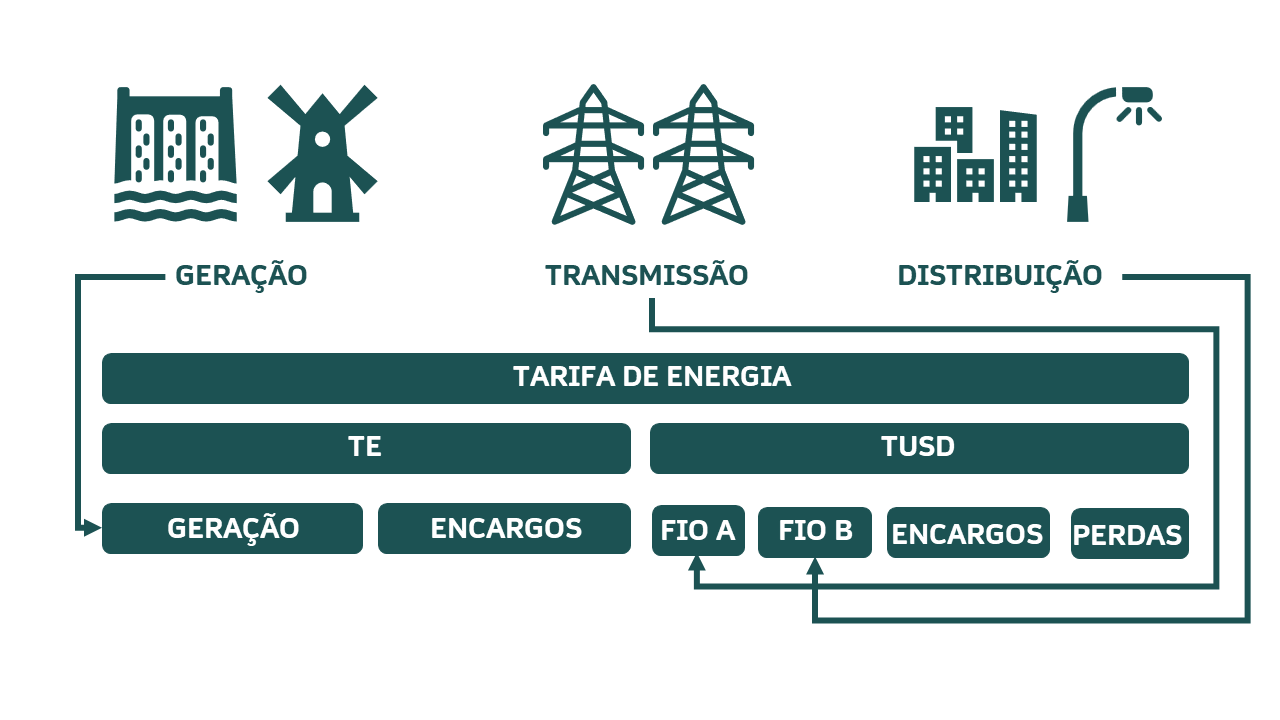 GERAÇÃO
TRANSMISSÃO
DISTRIBUIÇÃO
TARIFA DE ENERGIA
TE
TUSD
GERAÇÃO
ENCARGOS
FIO A
FIO B
ENCARGOS
PERDAS